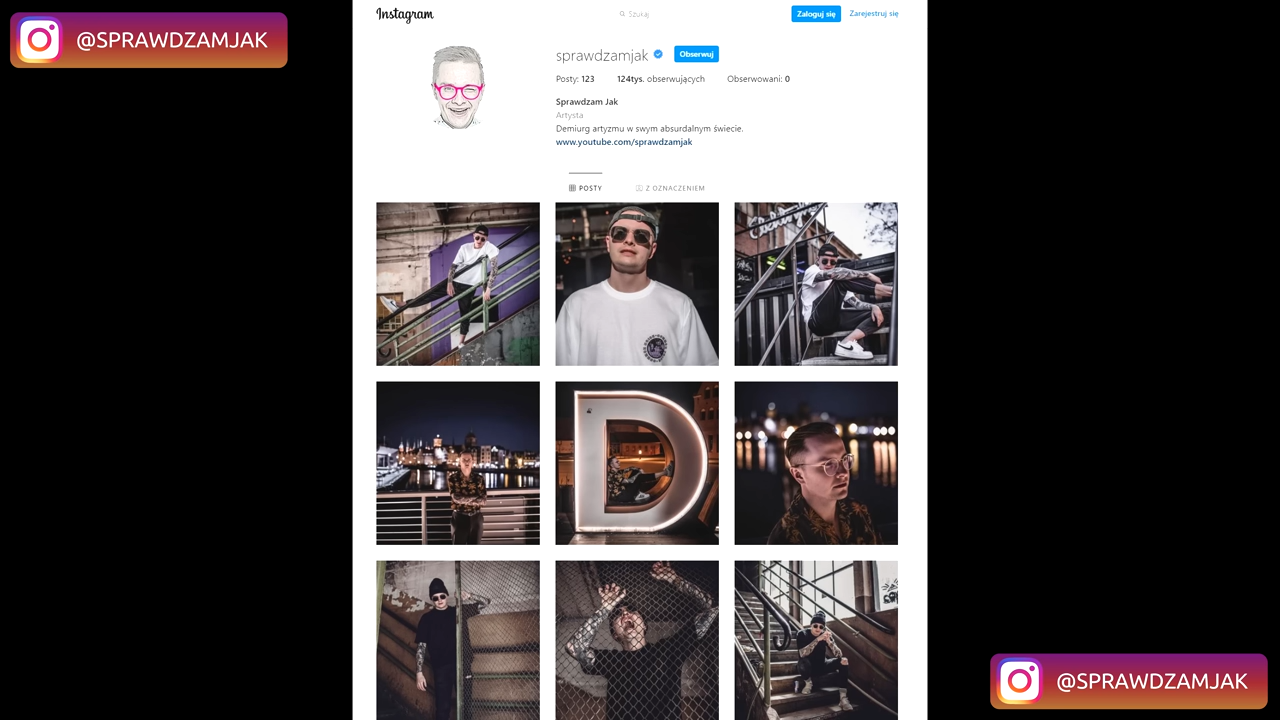 @SPRAWDZAMJAK
Instagram
Szukaj
Zaloguj się
Zarejestruj się
sprawdzamjak
Obserwuj
Posty: 123 124tys. obserwujących Obserwowani: 0
Sprawdzam Jak
Artysta
Demiurg artyzmu w swym absurdalnym świecie.
www.youtube.com/sprawdzamjak
POSTY
Z OZNACZENIEM
D
@SPRAWDZAMJAK